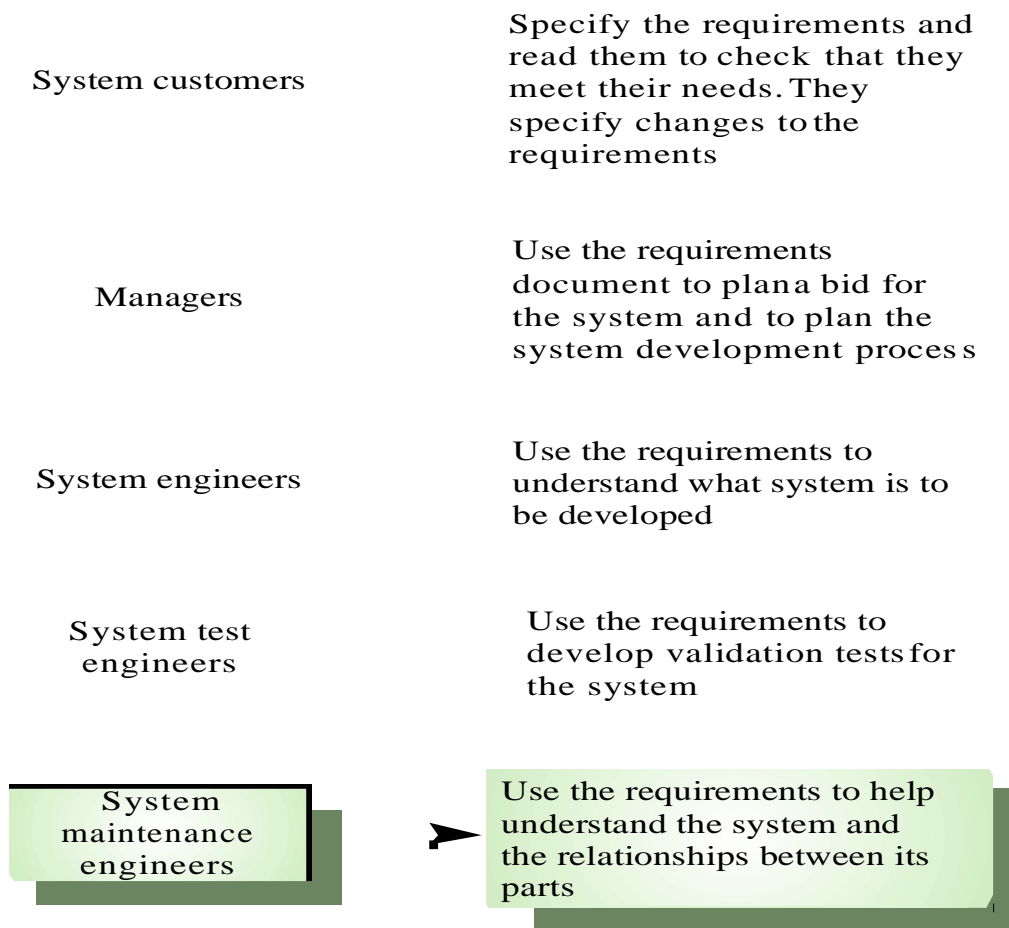 System customers
Specify the requirements and
read them to check that they
meet their needs. They
specify changes to the
requirements
Managers
Use the requirements
document to plan a bid for
the system and to plan the
system development process
System engineers
Use the requirements to
understand what system is to
be developed
System test
engineers
Use the requirements to
develop validation tests for
the system
System
maintenance
engineers
Use the requirements to help
understand the system and
the relationships between its
parts